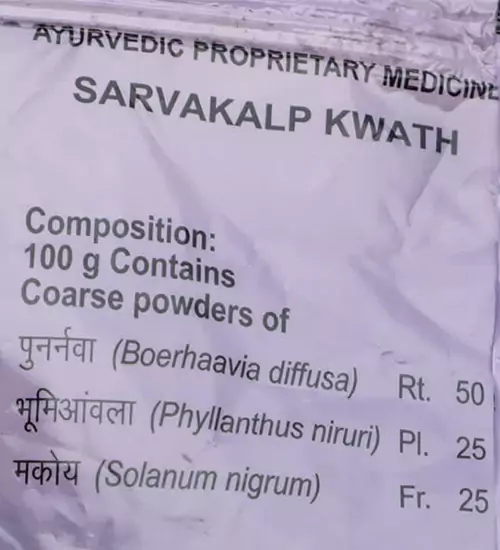 AYURVEDIC PROPRIETARY MEDICINE
SARVAKALP KWATH
Composition:
100 g Contains
Coarse powders of
पुनर्नवा (Boerhaavia diffusa) Rt. 50
भूमिआंवला (Phyllanthus niruri) Pl. 25
मकोय (Solanum nigrum) Fr. 25